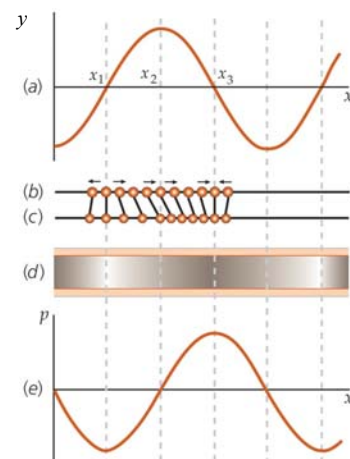 y
x₁ x₂ x₃
(a) x
(b)
(c)
(d)
p
(e) x